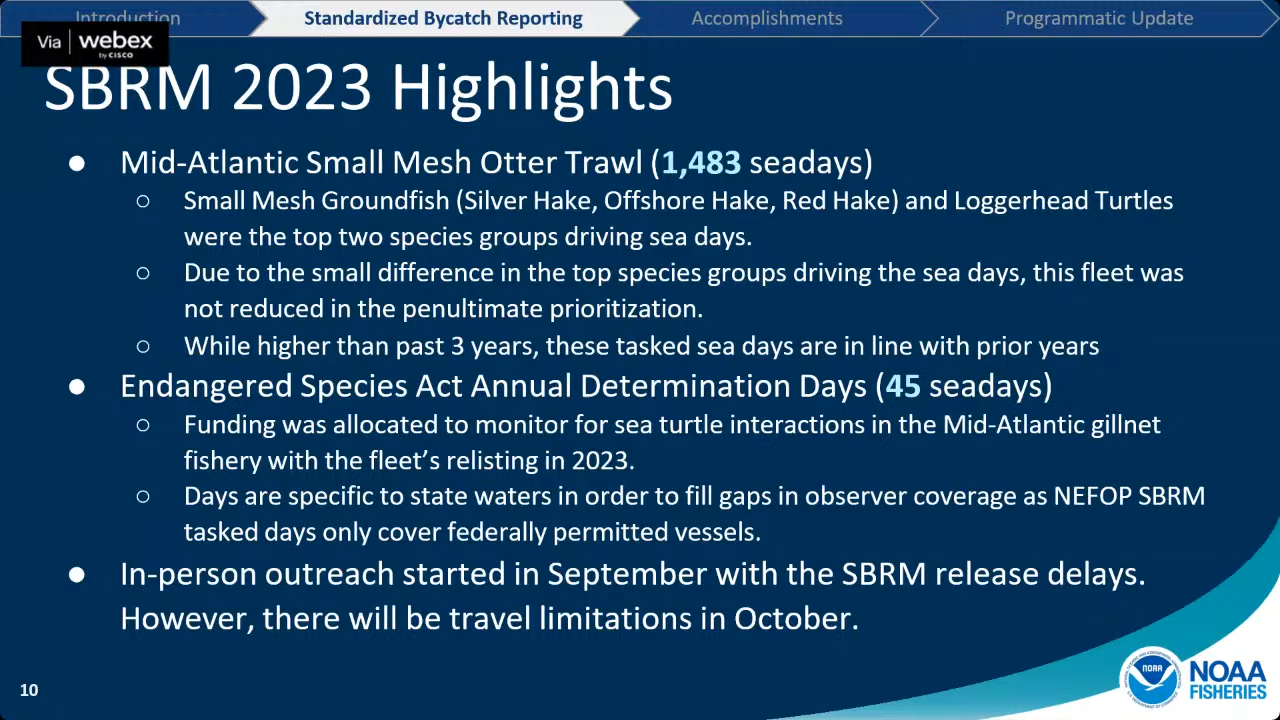 Introduction
Standardized Bycatch Reporting
Accomplishments
Programmatic Update
Via webex
by CISCO
SBRM 2023 Highlights
● Mid-Atlantic Small Mesh Otter Trawl (1,483 seadays)
○ Small Mesh Groundfish (Silver Hake, Offshore Hake, Red Hake) and Loggerhead Turtles
were the top two species groups driving sea days.
○ Due to the small difference in the top species groups driving the sea days, this fleet was
not reduced in the penultimate prioritization.
○ While higher than past 3 years, these tasked sea days are in line with prior years
● Endangered Species Act Annual Determination Days (45 seadays)
○ Funding was allocated to monitor for sea turtle interactions in the Mid-Atlantic gillnet
fishery with the fleet's relisting in 2023.
○ Days are specific to state waters in order to fill gaps in observer coverage as NEFOP SBRM
tasked days only cover federally permitted vessels.
● In-person outreach started in September with the SBRM release delays.
However, there will be travel limitations in October.
10
NOAA
NOAA
FISHERIES